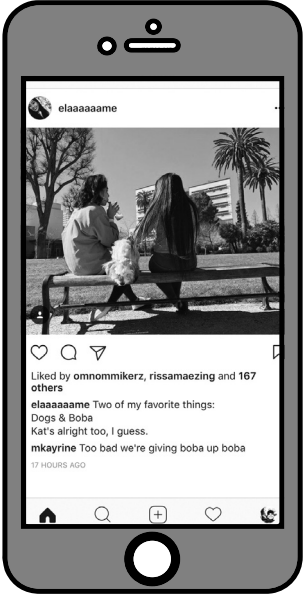 elaaaaaame
Liked by omnommikerz, rissamaezing and 167
others
elaaaaaame Two of my favorite things:
Dogs & Boba
Kat's alright too, I guess.
mkayrine Too bad we're giving boba up boba
17 HOURS AGO